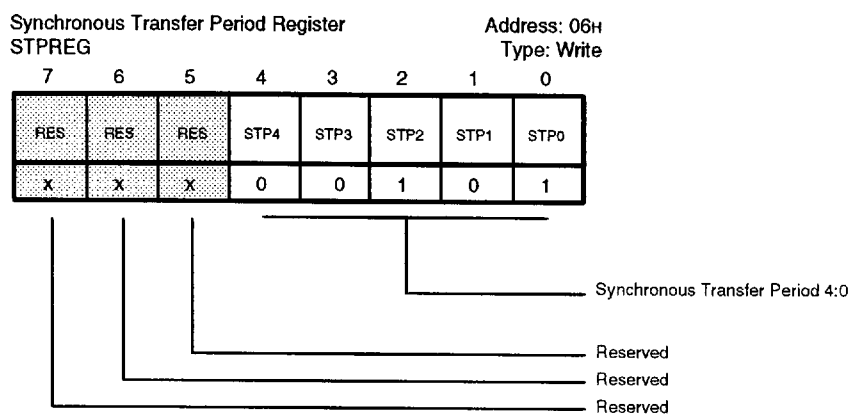 Synchronous Transfer Period Register Address: 06H
STPREG Type: Write
7 6 5 4 3 2 1 0
RES RES RES STP4 STP3 STP2 STP1 STP0
X X X 0 0 1 0 1
Synchronous Transfer Period 4:0
Reserved
Reserved
Reserved